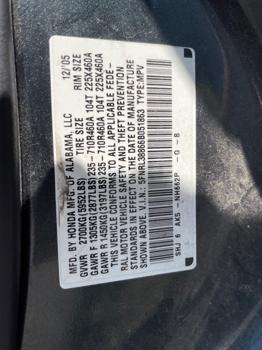 MFD. BY HONDA MFG. OF ALABAMA, LLC 12/05
TIRE SIZE RIM SIZE
GVWR 2700KG(5952LBS)
GAWR F 1305KG(2877LBS) 235-710R460A 104T 225X460A
GAWR R 1450KG(3197LBS) 235-710R460A 104T 225X460A
THIS VEHICLE CONFORMS TO ALL APPLICABLE FEDE-
RAL MOTOR VEHICLE SAFETY AND THEFT PREVENTION
STANDARDS IN EFFECT ON THE DATE OF MANUFACTURE
SHOWN ABOVE. V.I.N.: 5FNRL38866B051863 TYPE:MPV
SHJ 6 AK5- NH682P -G -B